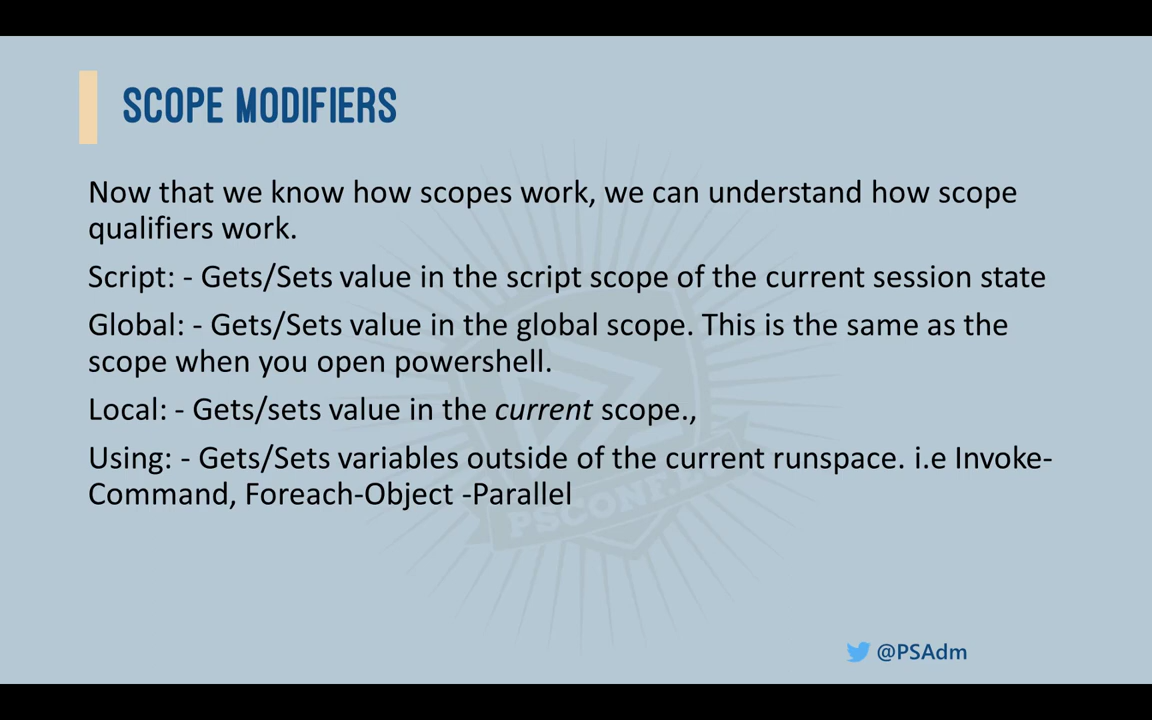 SCOPE MODIFIERS
Now that we know how scopes work, we can understand how scope
qualifiers work.
Script: - Gets/Sets value in the script scope of the current session state
Global: - Gets/Sets value in the global scope. This is the same as the
scope when you open powershell.
Local: - Gets/sets value in the current scope.,
Using: - Gets/Sets variables outside of the current runspace. i.e Invoke-
Command, Foreach-Object -Parallel
PSCONF.EU
@PSAdm